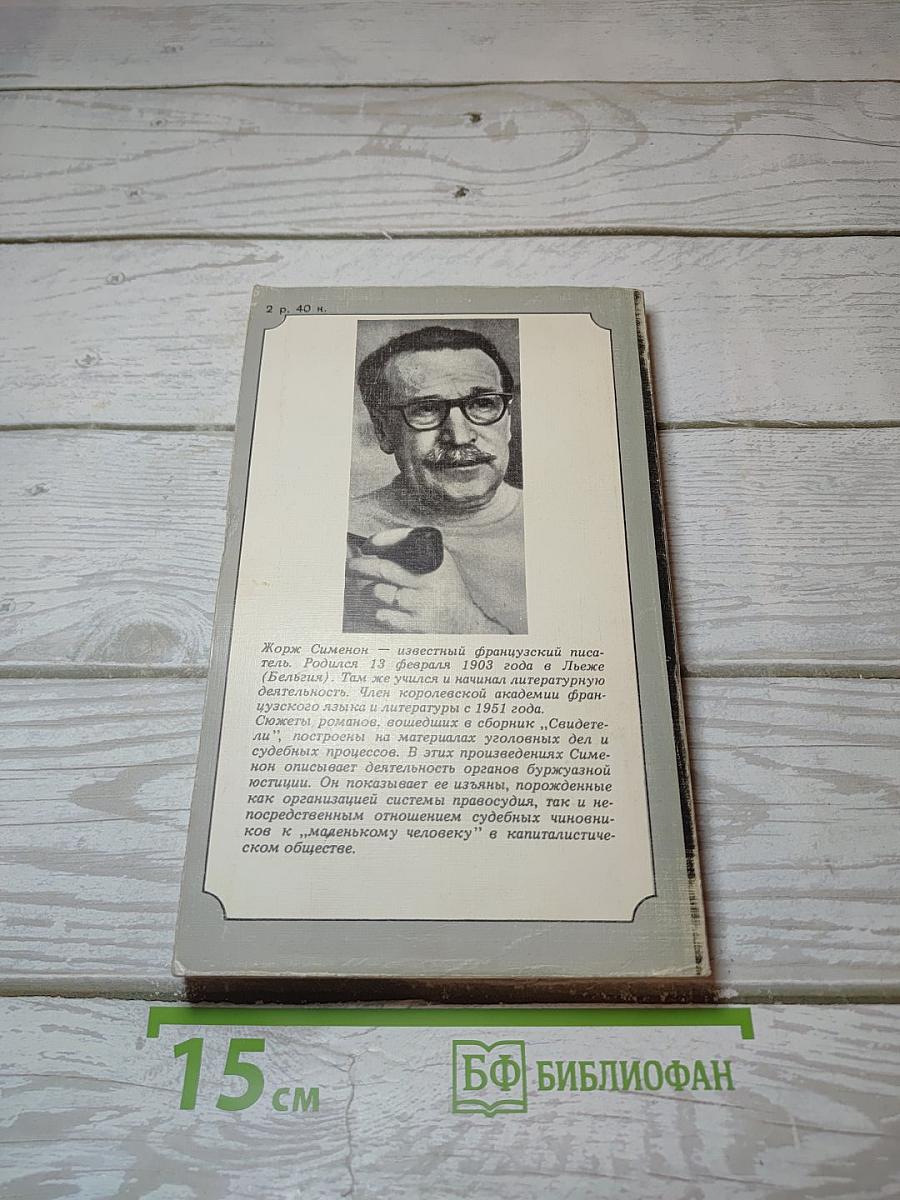 2 р. 40 к.
Жорж Сименон — известный французский писа-
тель. Родился 13 февраля 1903 года в Льеже
(Бельгия). Там же учился и начинал литературную
деятельность. Член королевской академии фран-
цузского языка и литературы с 1951 года.
Сюжеты романов, вошедших в сборник „Свидете-
ли", построены на материалах уголовных дел и
судебных процессов. В этих произведениях Симе-
нон описывает деятельность органов буржуазной
юстиции. Он показывает ее изъяны, порожденные
как организацией системы правосудия, так и не-
посредственным отношением судебных чиновни-
ков к „маленькому человеку" в капиталистиче-
ском обществе.
15 см
БФ БИБЛИОФАН